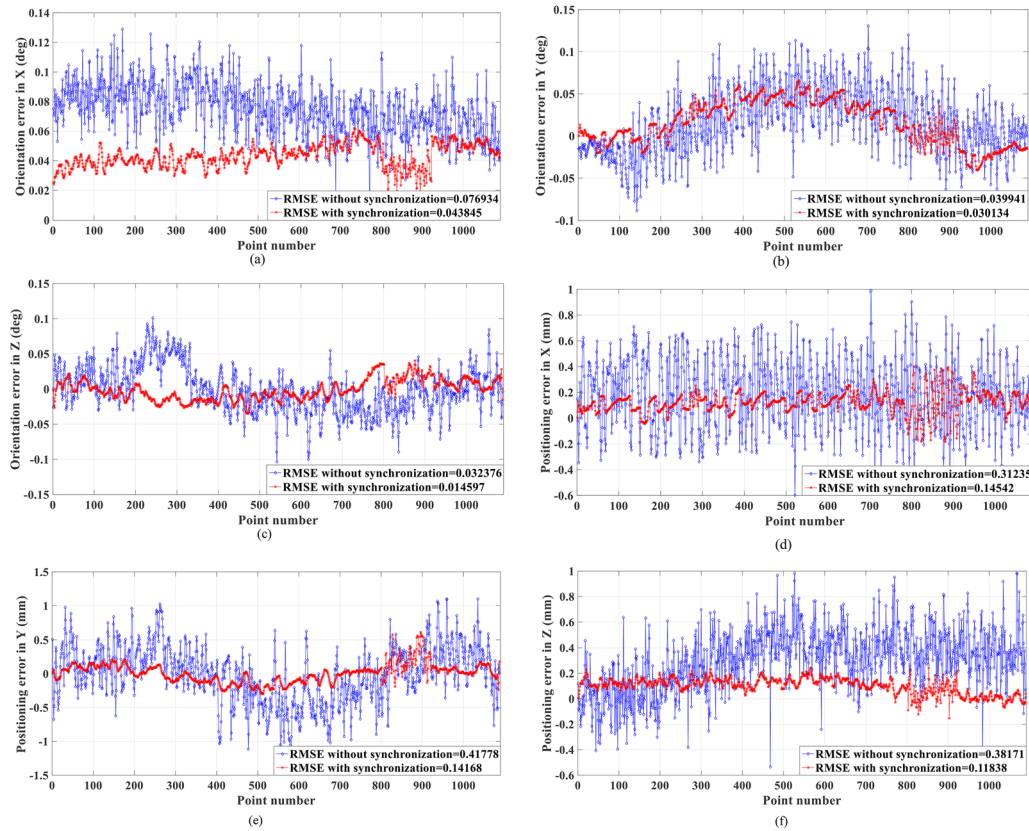 0.14
0.12
0.1
0.08
0.06
0.04
0.02
0
Orientation error in X (deg)
RMSE without synchronization=0.076934
RMSE with synchronization=0.043845
0 100 200 300 400 500 600 700 800 900 1000
Point number
(a)
0.15
0.1
0.05
0
-0.05
-0.1
Orientation error in Y (deg)
RMSE without synchronization=0.039941
RMSE with synchronization=0.030134
0 100 200 300 400 500 600 700 800 900 1000
Point number
(b)
0.15
0.1
0.05
0
-0.05
-0.1
-0.15
Orientation error in Z (deg)
RMSE without synchronization=0.032376
RMSE with synchronization=0.014597
0 100 200 300 400 500 600 700 800 900 1000
Point number
(c)
1
0.8
0.6
0.4
0.2
0
-0.2
-0.4
-0.6
Positioning error in X (mm)
RMSE without synchronization=0.31235
RMSE with synchronization=0.14542
0 100 200 300 400 500 600 700 800 900 1000
Point number
(d)
1.5
1
0.5
0
-0.5
-1
-1.5
Positioning error in Y (mm)
RMSE without synchronization=0.41778
RMSE with synchronization=0.14168
0 100 200 300 400 500 600 700 800 900 1000
Point number
(e)
1
0.8
0.6
0.4
0.2
0
-0.2
-0.4
-0.6
Positioning error in Z (mm)
RMSE without synchronization=0.38171
RMSE with synchronization=0.11838
0 100 200 300 400 500 600 700 800 900 1000
Point number
(f)